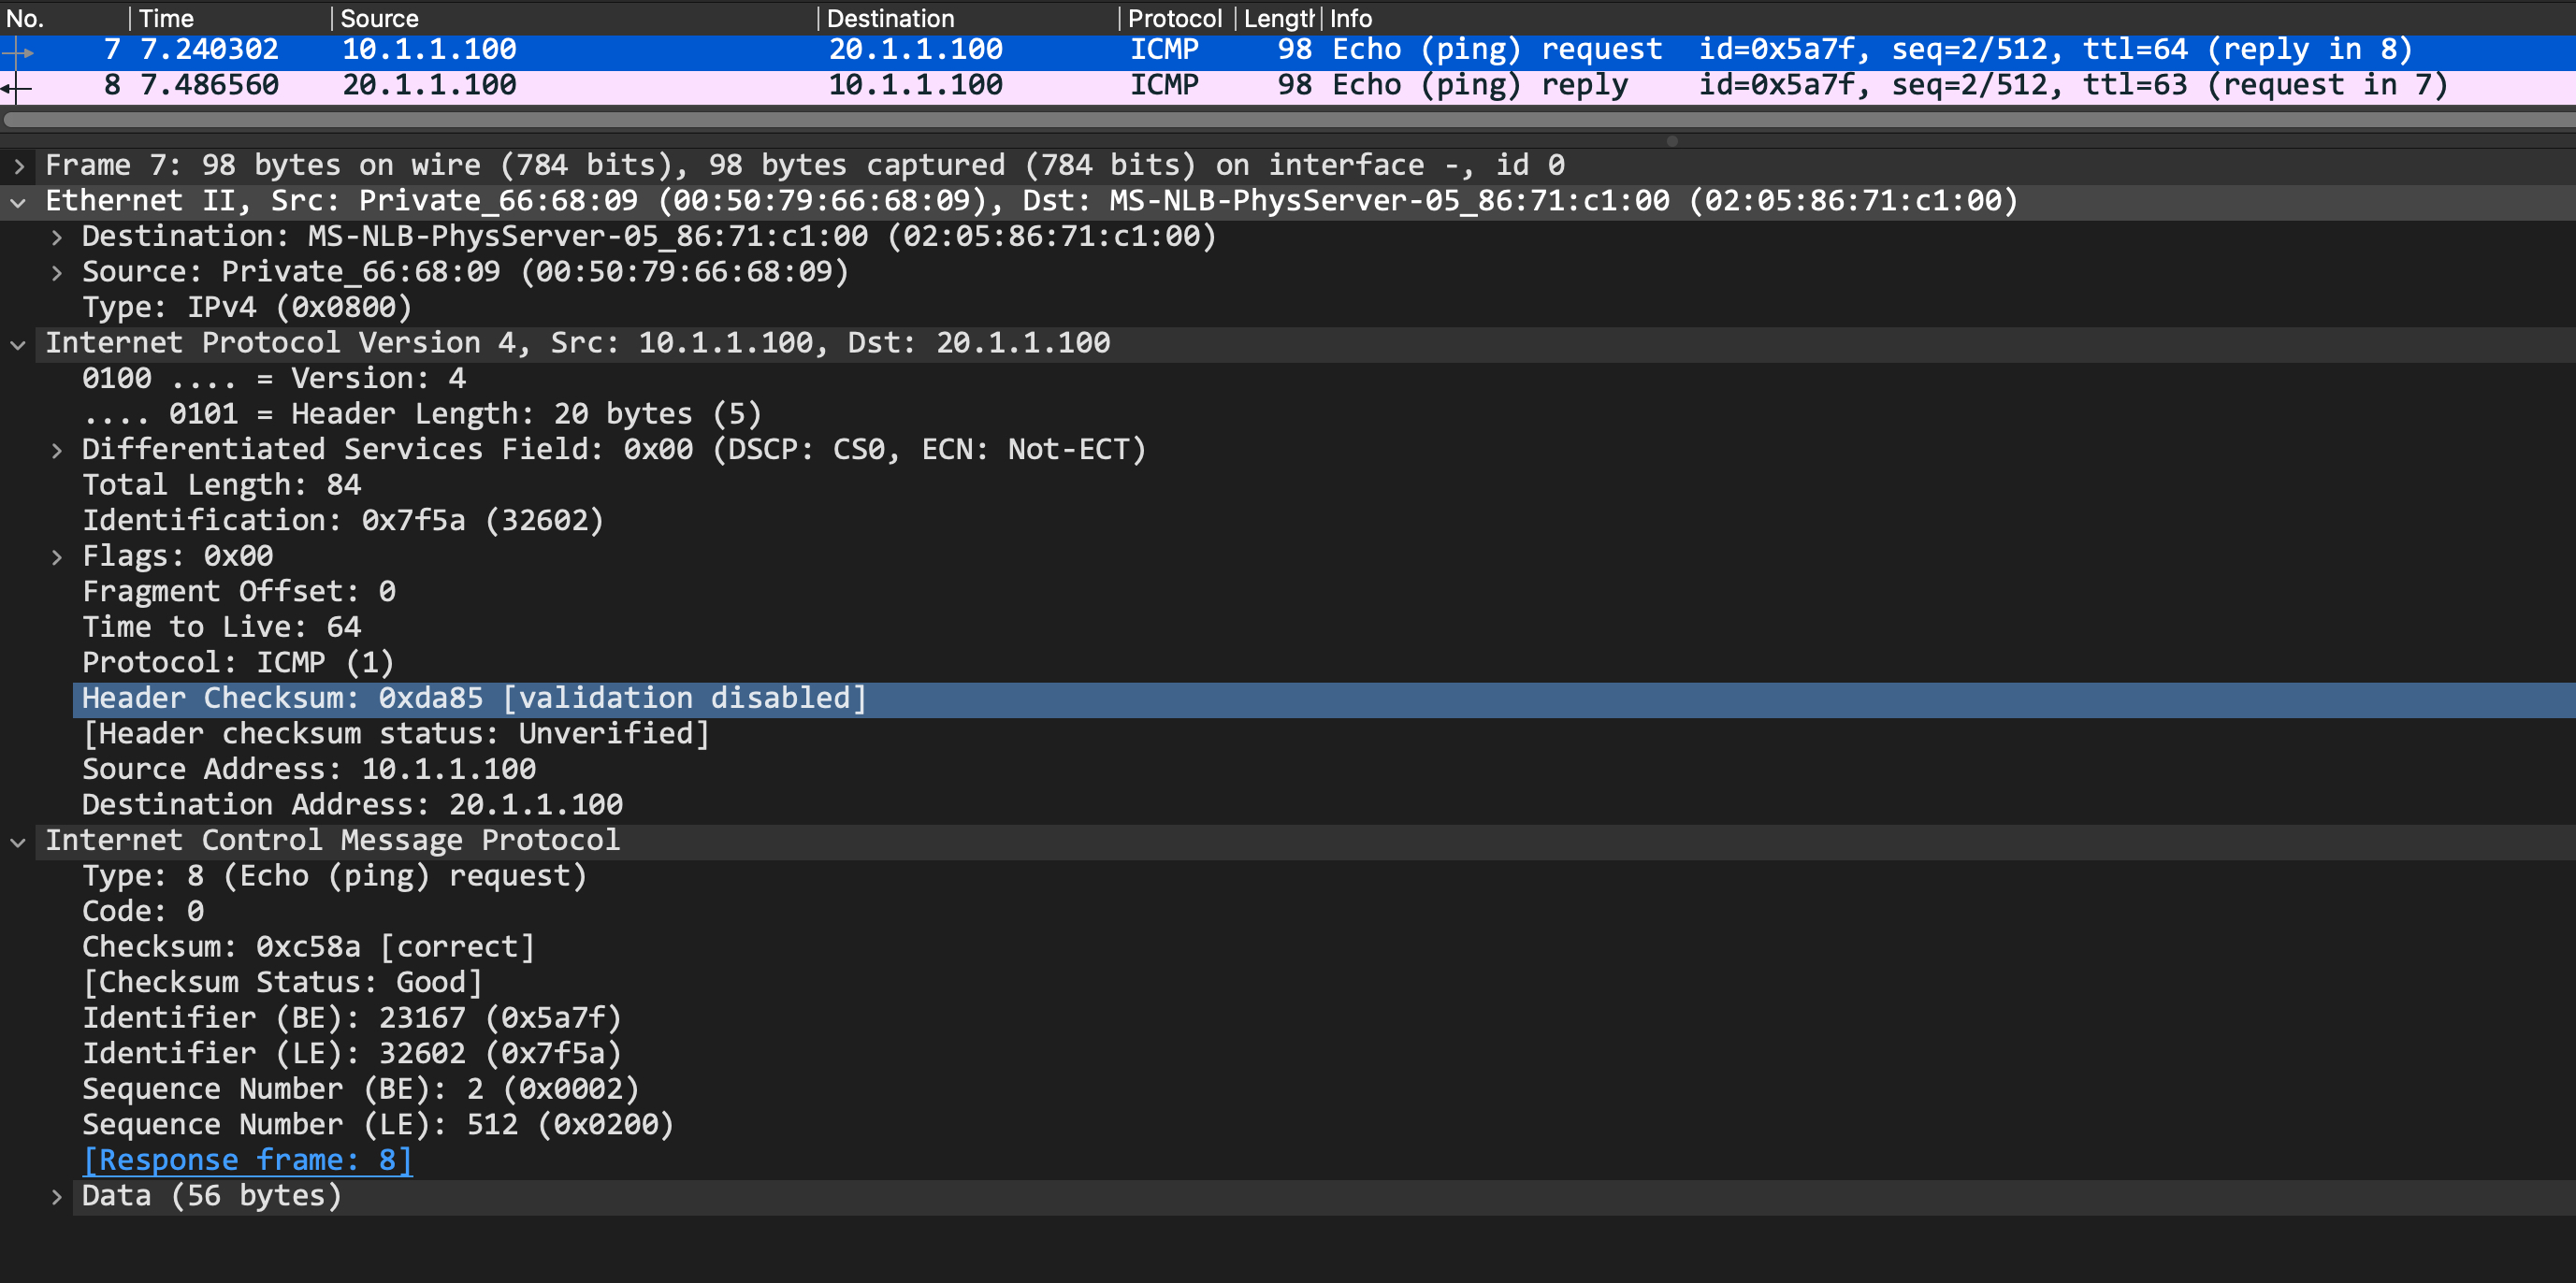 No. Time Source Destination Protocol Length Info
7 7.240302 10.1.1.100 20.1.1.100 ICMP 98 Echo (ping) request id=0x5a7f, seq=2/512, ttl=64 (reply in 8)
8 7.486560 20.1.1.100 10.1.1.100 ICMP 98 Echo (ping) reply id=0x5a7f, seq=2/512, ttl=63 (request in 7)
Frame 7: 98 bytes on wire (784 bits), 98 bytes captured (784 bits) on interface -, id 0
Ethernet II, Src: Private_66:68:09 (00:50:79:66:68:09), Dst: MS-NLB-PhysServer-05_86:71:c1:00 (02:05:86:71:c1:00)
Destination: MS-NLB-PhysServer-05_86:71:c1:00 (02:05:86:71:c1:00)
Source: Private_66:68:09 (00:50:79:66:68:09)
Type: IPv4 (0x0800)
Internet Protocol Version 4, Src: 10.1.1.100, Dst: 20.1.1.100
0100 .... = Version: 4
.... 0101 = Header Length: 20 bytes (5)
Differentiated Services Field: 0x00 (DSCP: CS0, ECN: Not-ECT)
Total Length: 84
Identification: 0x7f5a (32602)
Flags: 0x00
Fragment Offset: 0
Time to Live: 64
Protocol: ICMP (1)
Header Checksum: 0xda85 [validation disabled]
[Header checksum status: Unverified]
Source Address: 10.1.1.100
Destination Address: 20.1.1.100
Internet Control Message Protocol
Type: 8 (Echo (ping) request)
Code: 0
Checksum: 0xc58a [correct]
[Checksum Status: Good]
Identifier (BE): 23167 (0x5a7f)
Identifier (LE): 32602 (0x7f5a)
Sequence Number (BE): 2 (0x0002)
Sequence Number (LE): 512 (0x0200)
[Response frame: 8]
Data (56 bytes)